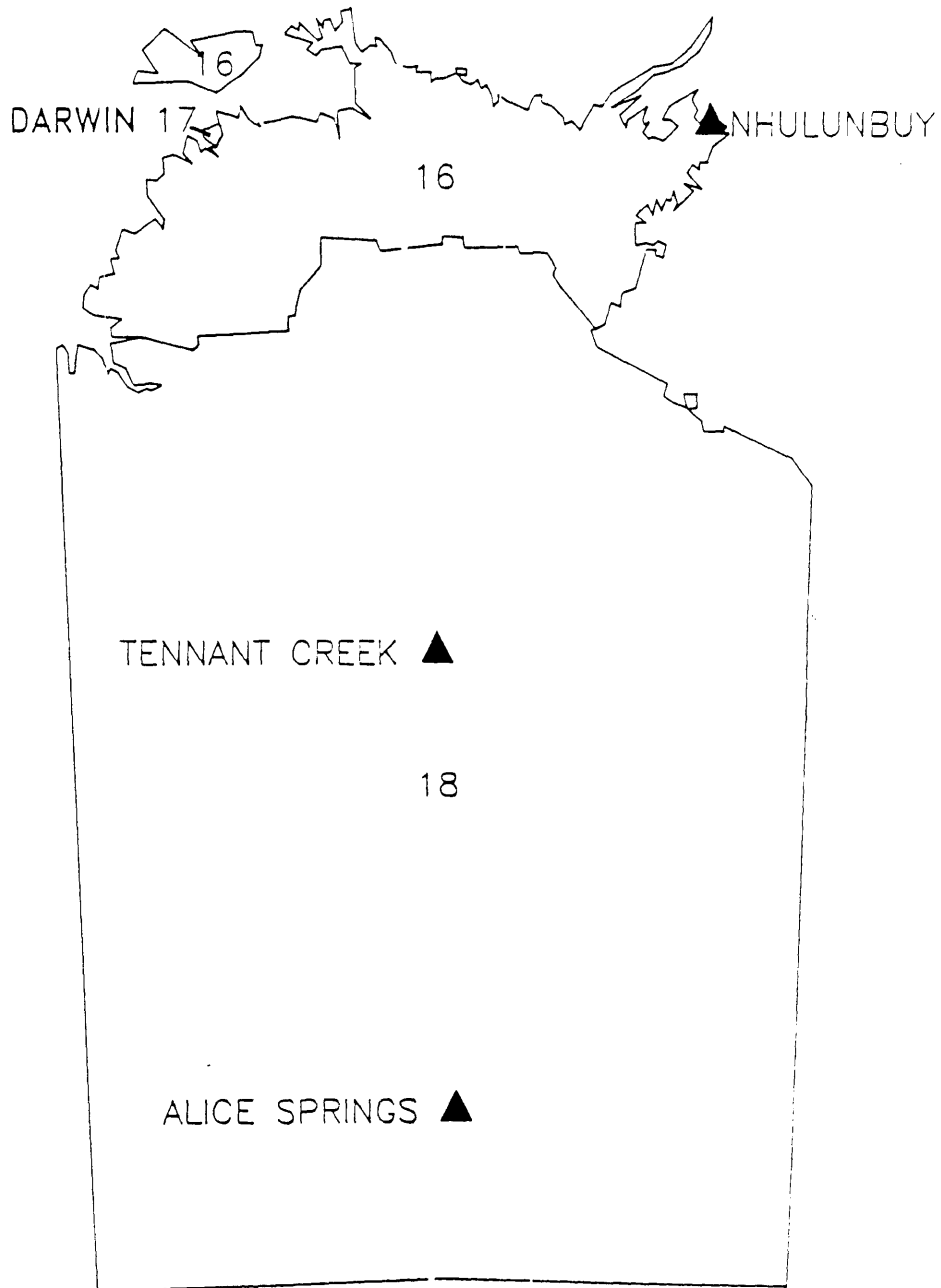 16
DARWIN 17
NHULUNBUY
16
TENNANT CREEK
18
ALICE SPRINGS